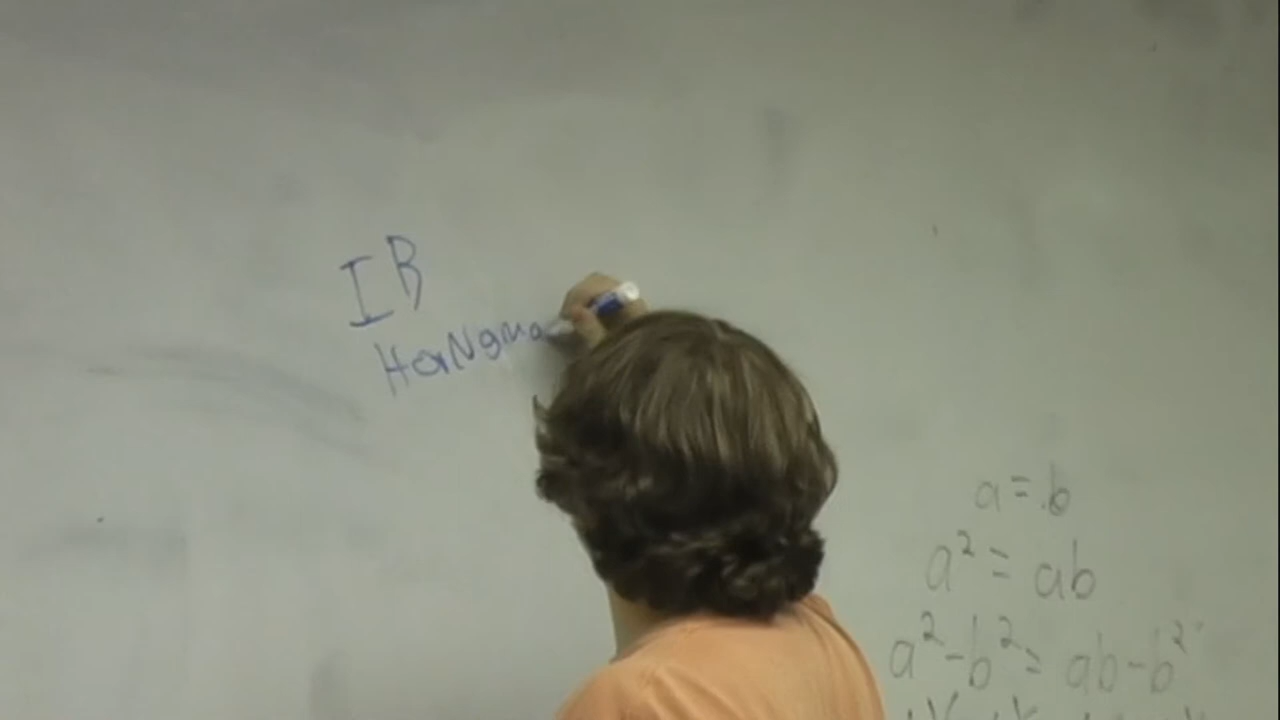 IB
HaNgma
a = b
a² = ab
a² - b² = ab - b²